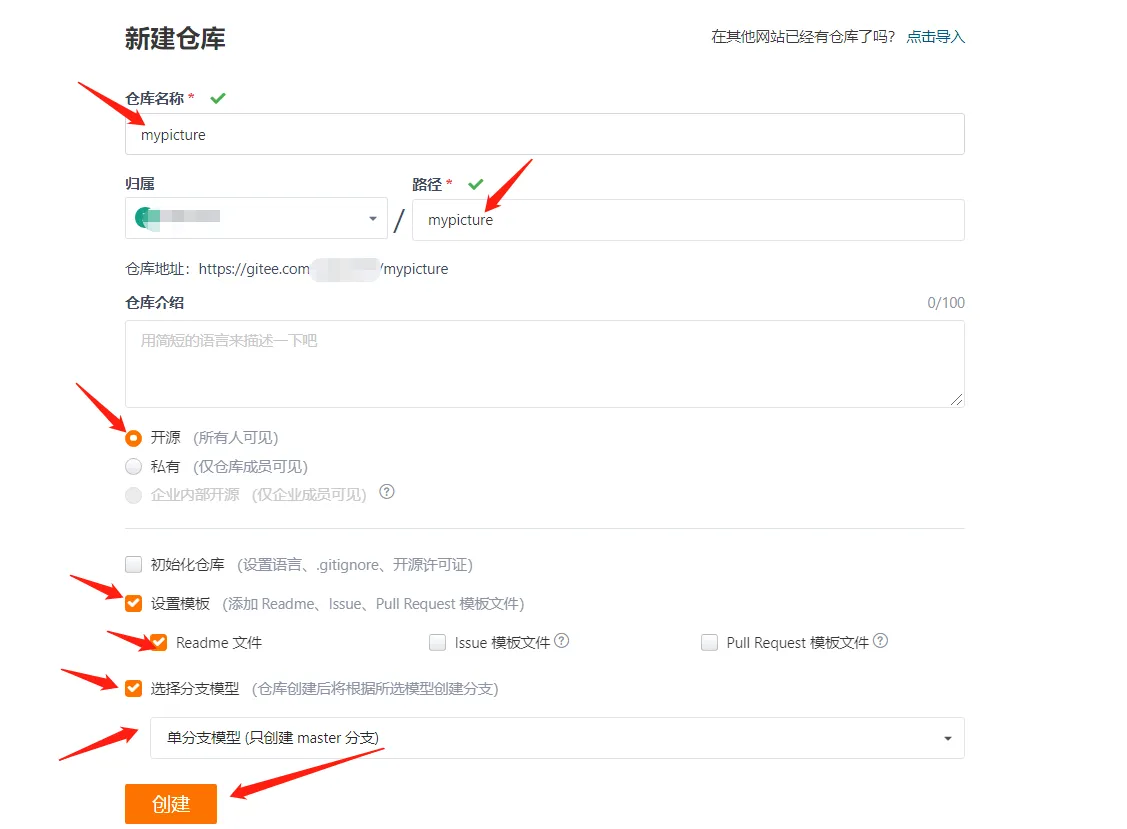 新建仓库
在其他网站已经有仓库了吗? 点击导入
仓库名称 *
mypicture
归属
路径 *
/
mypicture
仓库地址: https://gitee.com/mypicture
仓库介绍
0/100
用简短的语言来描述一下吧
开源 (所有人可见)
私有 (仅仓库成员可见)
企业内部开源 (仅企业成员可见) ?
初始化仓库 (设置语言、.gitignore、开源许可证)
设置模板 (添加 Readme、Issue、Pull Request 模板文件)
Readme 文件
Issue 模板文件 ?
Pull Request 模板文件 ?
选择分支模型 (仓库创建后将根据所选模型创建分支)
单分支模型 (只创建 master 分支)
创建